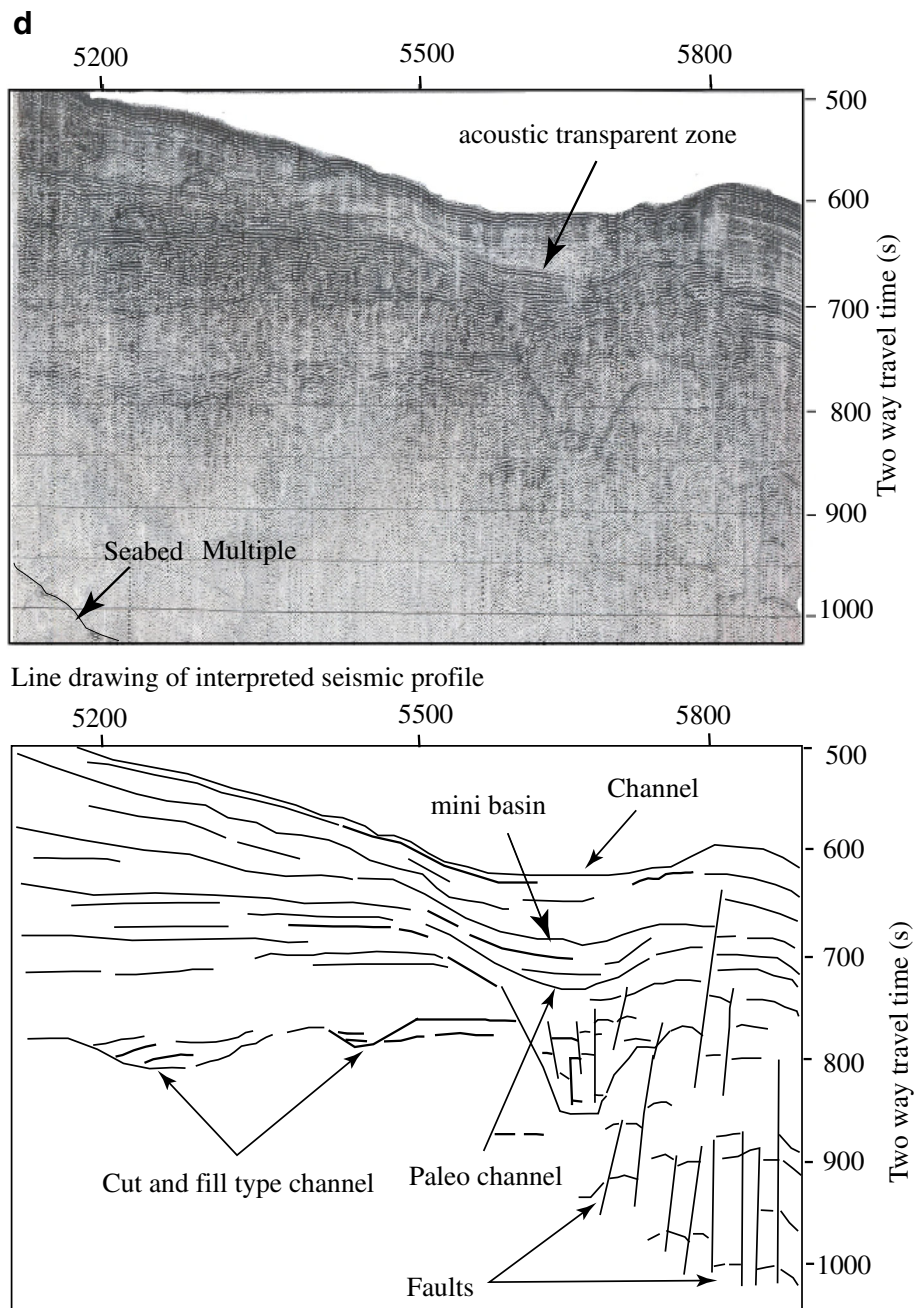 d
5200 5500 5800
500
acoustic transparent zone
600
700
Two way travel time (s)
800
900
Seabed Multiple
1000
Line drawing of interpreted seismic profile
5200 5500 5800
500
Channel
mini basin
600
700
Two way travel time (s)
800
900
Cut and fill type channel
Paleo channel
1000
Faults